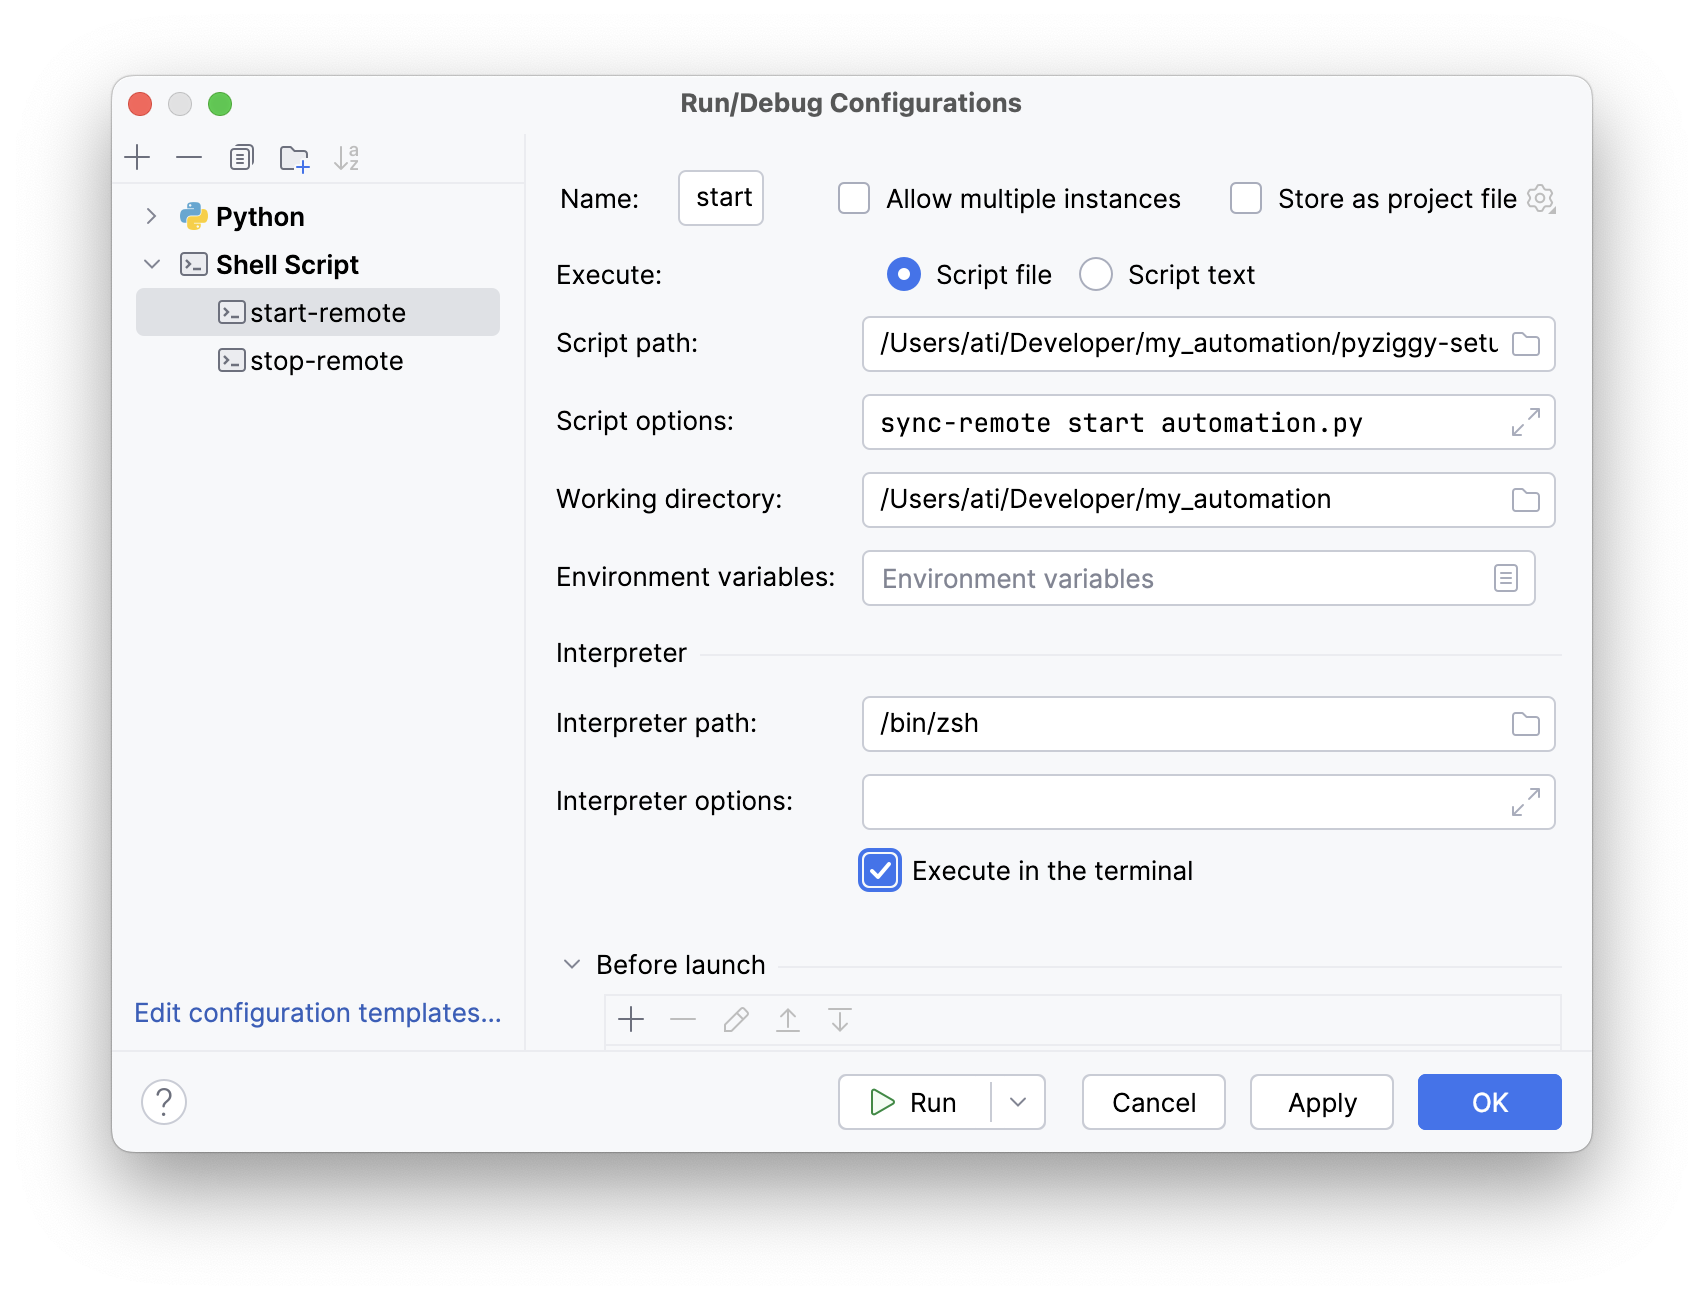 Run/Debug Configurations
Python
Shell Script
start-remote
stop-remote
Edit configuration templates...
Name: start Allow multiple instances Store as project file
Execute: Script file Script text
Script path: /Users/ati/Developer/my_automation/pyziggy-setu
Script options: sync-remote start automation.py
Working directory: /Users/ati/Developer/my_automation
Environment variables: Environment variables
Interpreter
Interpreter path: /bin/zsh
Interpreter options:
Execute in the terminal
Before launch
? Run Cancel Apply OK